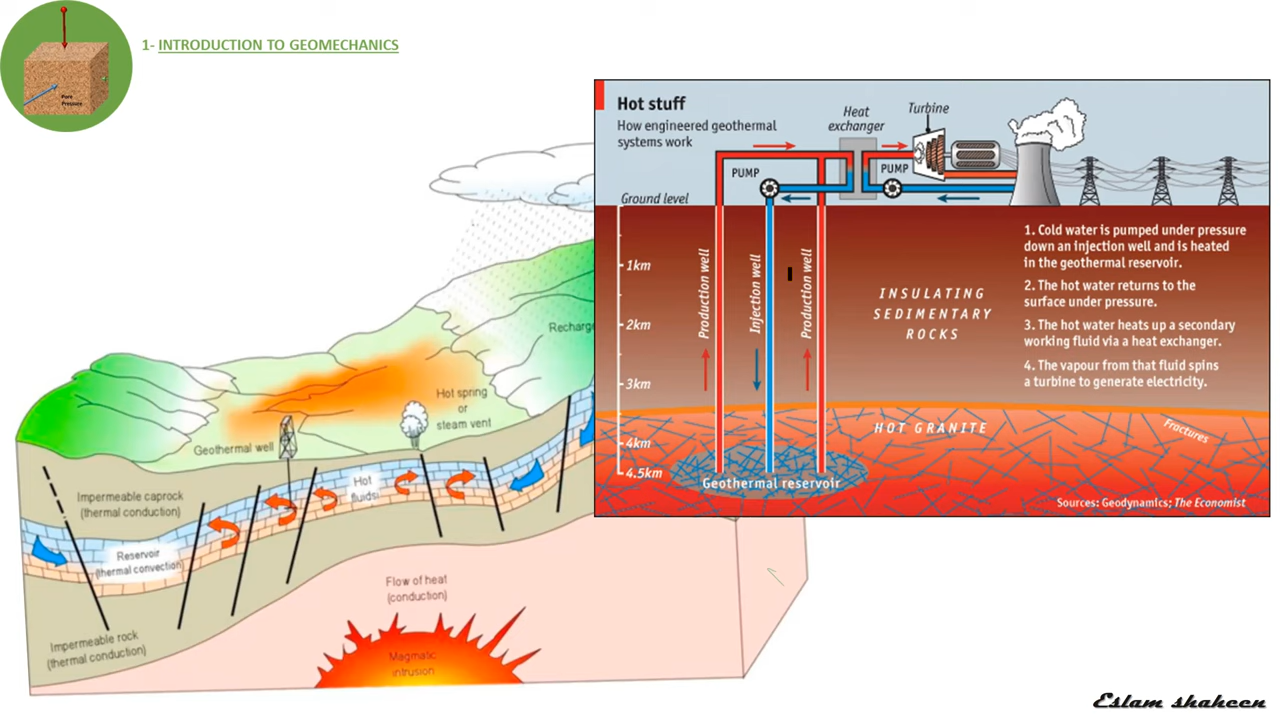 1- INTRODUCTION TO GEOMECHANICS
Pore
Pressure
Hot stuff
How engineered geothermal
systems work
Heat
exchanger
Turbine
PUMP
PUMP
Ground level
1km
2km
3km
4km
4.5km
Production well
Injection well
Production well
INSULATING
SEDIMENTARY
ROCKS
HOT GRANITE
Fractures
Geothermal reservoir
1. Cold water is pumped under pressure
down an injection well and is heated
in the geothermal reservoir.
2. The hot water returns to the
surface under pressure.
3. The hot water heats up a secondary
working fluid via a heat exchanger.
4. The vapour from that fluid spins
a turbine to generate electricity.
Sources: Geodynamics; The Economist
Hot spring
or
steam vent
Geothermal well
Impermeable caprock
(thermal conduction)
Hot
fluids
Reservoir
(thermal convection)
Flow of heat
(conduction)
Impermeable rock
(thermal conduction)
Magmatic
intrusion
Eslam shaheen